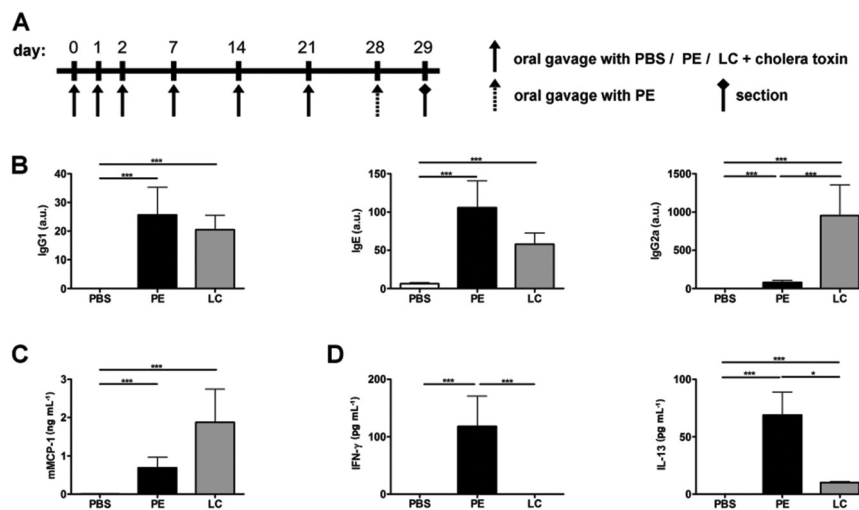 A
day: 0 1 2 7 14 21 28 29
oral gavage with PBS / PE / LC + cholera toxin
oral gavage with PE
section
B
IgG1 (a.u.)
40
30
20
10
0
***
***
PBS PE LC
IgE (a.u.)
150
100
50
0
***
***
PBS PE LC
IgG2a (a.u.)
1500
1000
500
0
***
*** ***
PBS PE LC
C
mMCP-1 (ng mL-1)
3
2
1
0
***
***
PBS PE LC
D
IFN-γ (pg mL-1)
200
100
0
*** ***
PBS PE LC
IL-13 (pg mL-1)
100
50
0
***
*** *
PBS PE LC